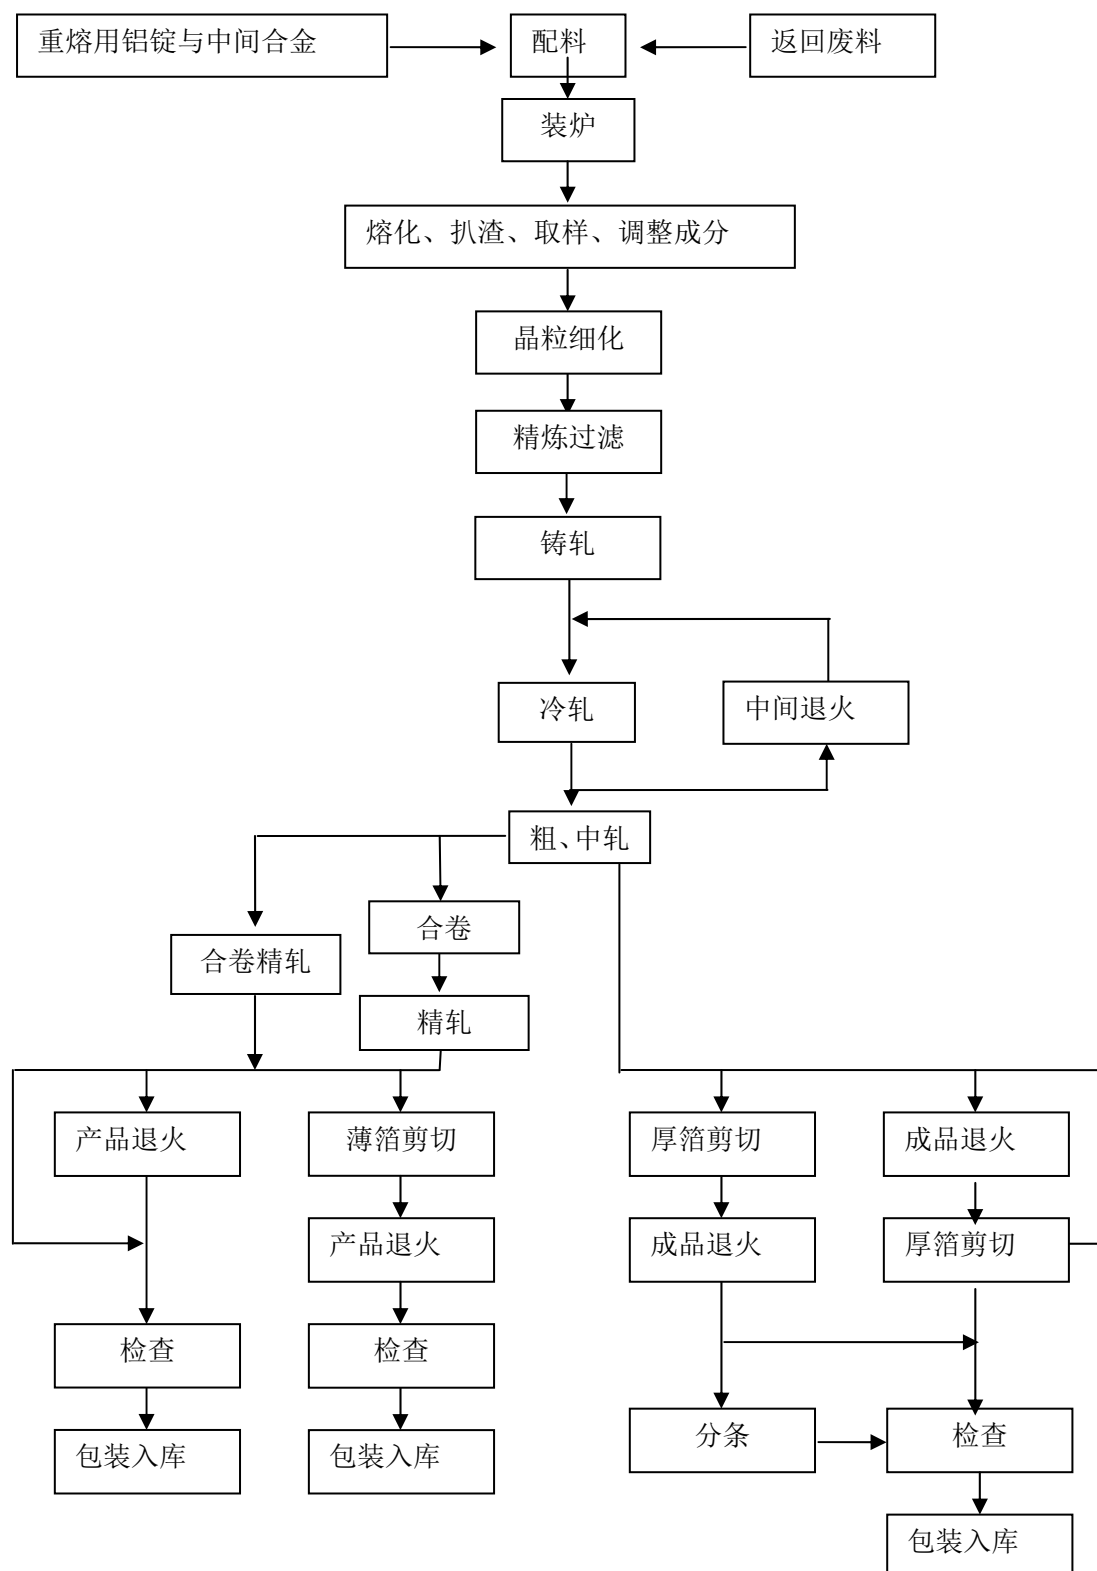 重熔用铝锭与中间合金
配料
返回废料
装炉
熔化、扒渣、取样、调整成分
晶粒细化
精炼过滤
铸轧
冷轧
中间退火
粗、中轧
合卷
合卷精轧
精轧
产品退火
薄箔剪切
厚箔剪切
成品退火
产品退火
成品退火
厚箔剪切
检查
检查
分条
检查
包装入库
包装入库
包装入库